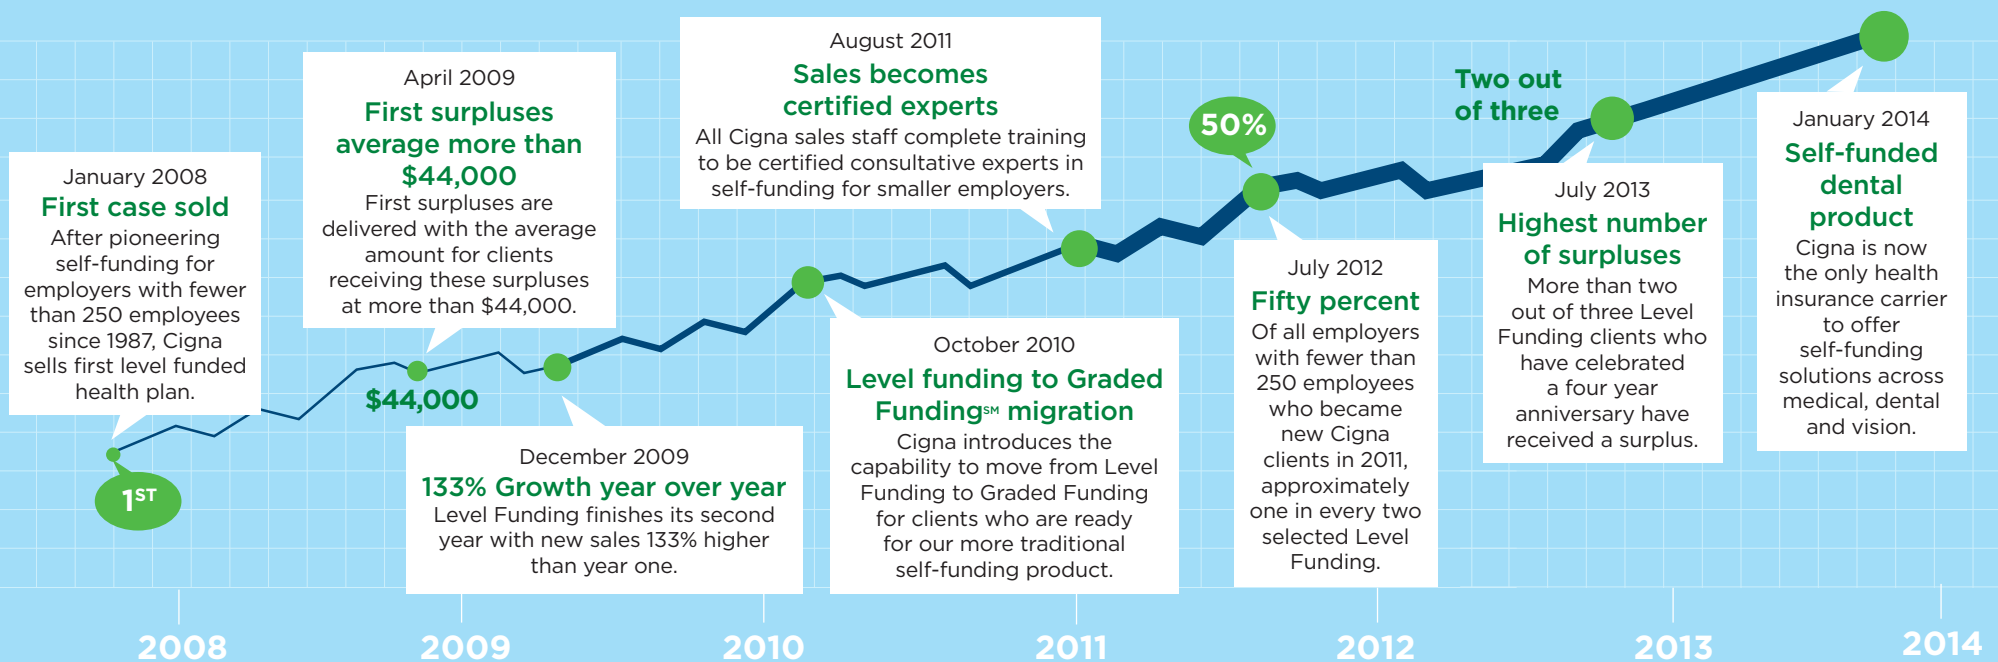 January 2008
First case sold
After pioneering
self-funding for
employers with fewer
than 250 employees
since 1987, Cigna
sells first level funded
health plan.
1ST
April 2009
First surpluses
average more than
$44,000
First surpluses are
delivered with the average
amount for clients
receiving these surpluses
at more than $44,000.
$44,000
December 2009
133% Growth year over year
Level Funding finishes its second
year with new sales 133% higher
than year one.
October 2010
Level funding to Graded
Funding℠ migration
Cigna introduces the
capability to move from Level
Funding to Graded Funding
for clients who are ready
for our more traditional
self-funding product.
August 2011
Sales becomes
certified experts
All Cigna sales staff complete training
to be certified consultative experts in
self-funding for smaller employers.
50%
July 2012
Fifty percent
Of all employers
with fewer than
250 employees
who became
new Cigna
clients in 2011,
approximately
one in every two
selected Level
Funding.
Two out
of three
July 2013
Highest number
of surpluses
More than two
out of three Level
Funding clients who
have celebrated
a four year
anniversary have
received a surplus.
January 2014
Self-funded
dental
product
Cigna is now
the only health
insurance carrier
to offer
self-funding
solutions across
medical, dental
and vision.
2008
2009
2010
2011
2012
2013
2014